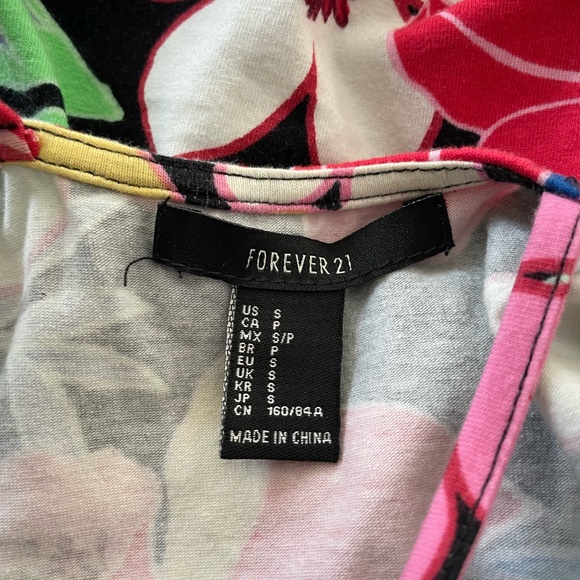 FOREVER 21
US S
CA P
MX S/P
BR P
EU S
UK S
KR S
JP S
CN 160/84A
MADE IN CHINA